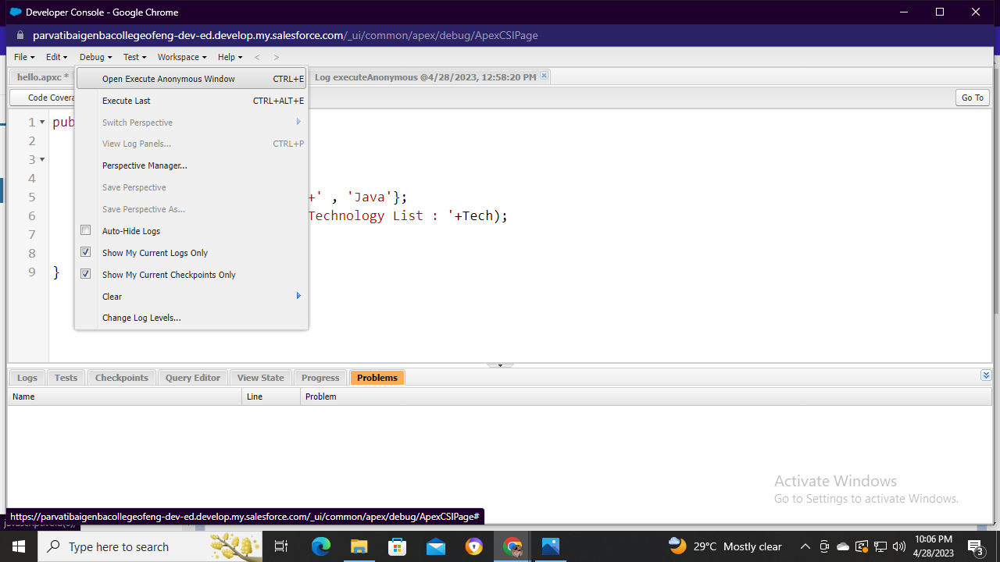 Developer Console - Google Chrome
parvatibaigenbacollegeofeng-dev-ed.develop.my.salesforce.com/_ui/common/apex/debug/ApexCSIPage
File Edit Debug Test Workspace Help < >
hello.apxc * Log executeAnonymous @4/28/2023, 12:58:20 PM
Code Covera Go To
Open Execute Anonymous Window CTRL+E
Execute Last CTRL+ALT+E
Switch Perspective
View Log Panels... CTRL+P
Perspective Manager...
Save Perspective
Save Perspective As...
Auto-Hide Logs
Show My Current Logs Only
Show My Current Checkpoints Only
Clear
Change Log Levels...
1 pub
2
3
4
5 +' , 'Java'};
6 Technology List : '+Tech);
7
8
9 }
Logs Tests Checkpoints Query Editor View State Progress Problems
Name Line Problem
Activate Windows
Go to Settings to activate Windows.
https://parvatibaigenbacollegeofeng-dev-ed.develop.my.salesforce.com/_ui/common/apex/debug/ApexCSIPage#
javascript:void(0);
Type here to search
29°C Mostly clear
10:06 PM
4/28/2023
3